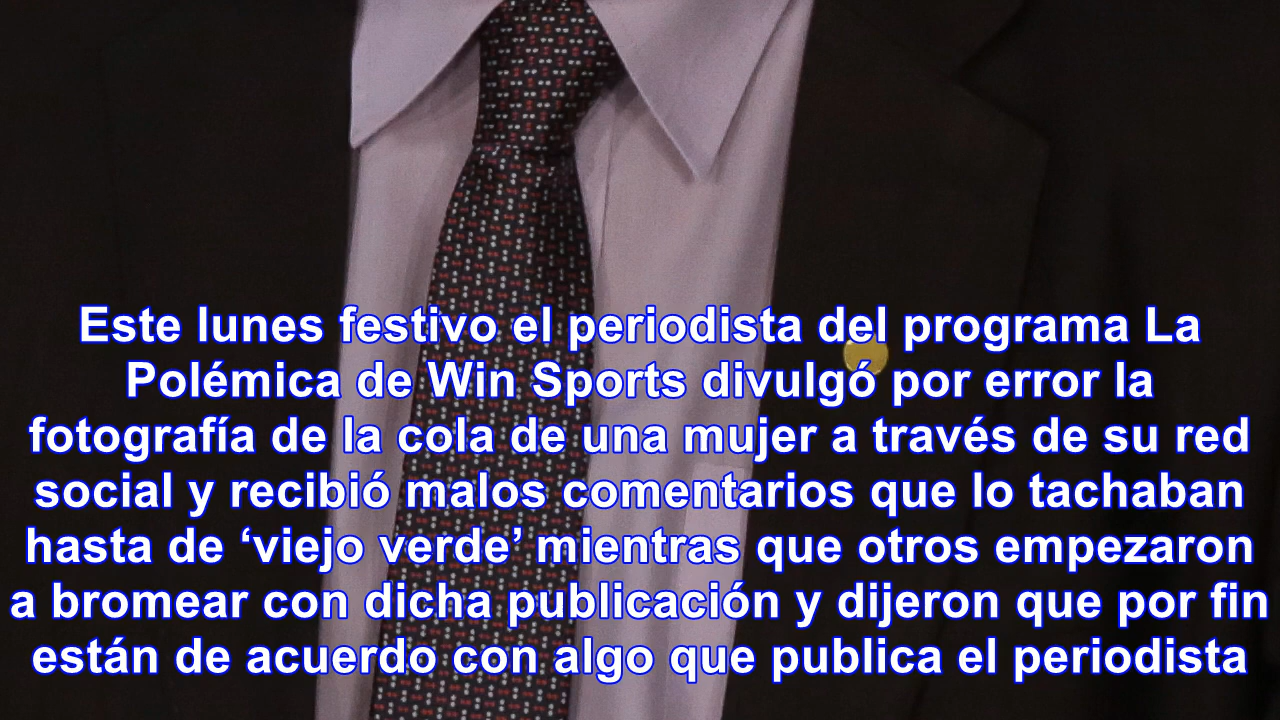 Este lunes festivo el periodista del programa La
Polémica de Win Sports divulgó por error la
fotografía de la cola de una mujer a través de su red
social y recibió malos comentarios que lo tachaban
hasta de ‘viejo verde’ mientras que otros empezaron
a bromear con dicha publicación y dijeron que por fin
están de acuerdo con algo que publica el periodista